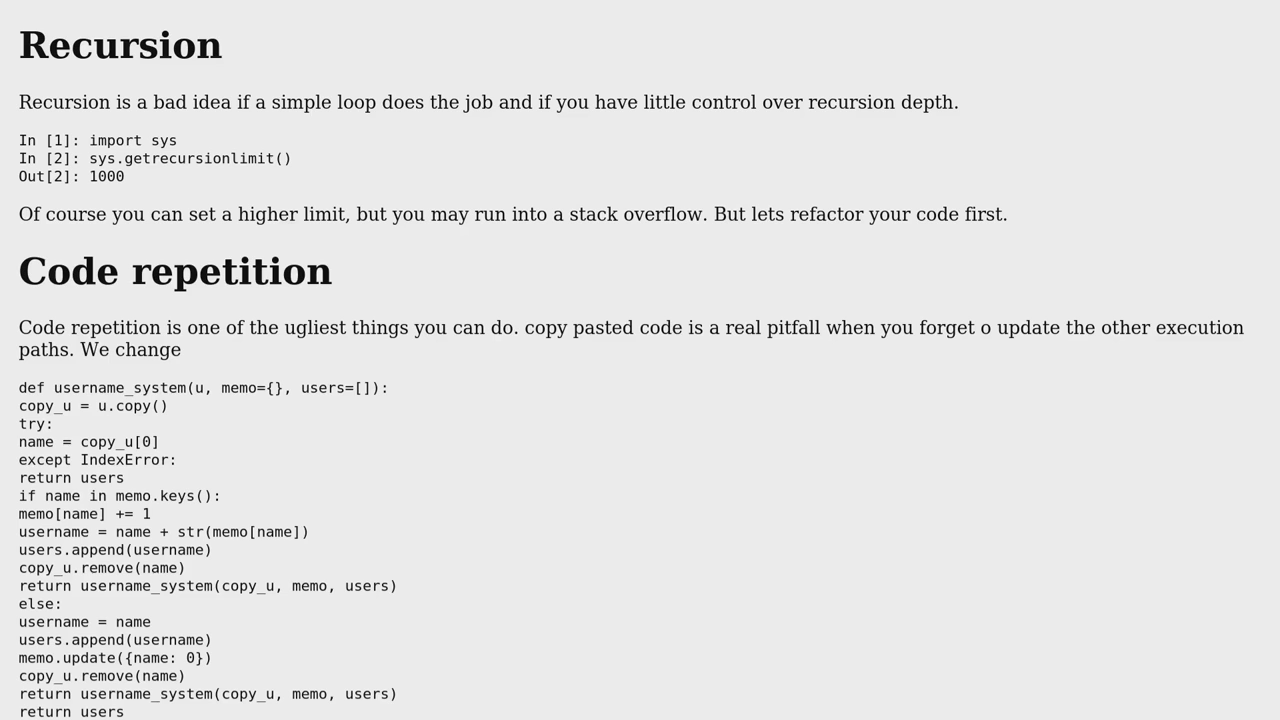 Recursion
Recursion is a bad idea if a simple loop does the job and if you have little control over recursion depth.
In [1]: import sys
In [2]: sys.getrecursionlimit()
Out[2]: 1000
Of course you can set a higher limit, but you may run into a stack overflow. But lets refactor your code first.
Code repetition
Code repetition is one of the ugliest things you can do. copy pasted code is a real pitfall when you forget o update the other execution
paths. We change
def username_system(u, memo={}, users=[]):
copy_u = u.copy()
try:
name = copy_u[0]
except IndexError:
return users
if name in memo.keys():
memo[name] += 1
username = name + str(memo[name])
users.append(username)
copy_u.remove(name)
return username_system(copy_u, memo, users)
else:
username = name
users.append(username)
memo.update({name: 0})
copy_u.remove(name)
return username_system(copy_u, memo, users)
return users